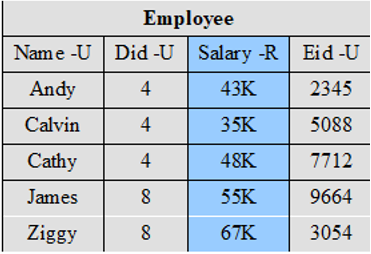 Employee
Name -U Did -U Salary -R Eid -U
Andy 4 43K 2345
Calvin 4 35K 5088
Cathy 4 48K 7712
James 8 55K 9664
Ziggy 8 67K 3054